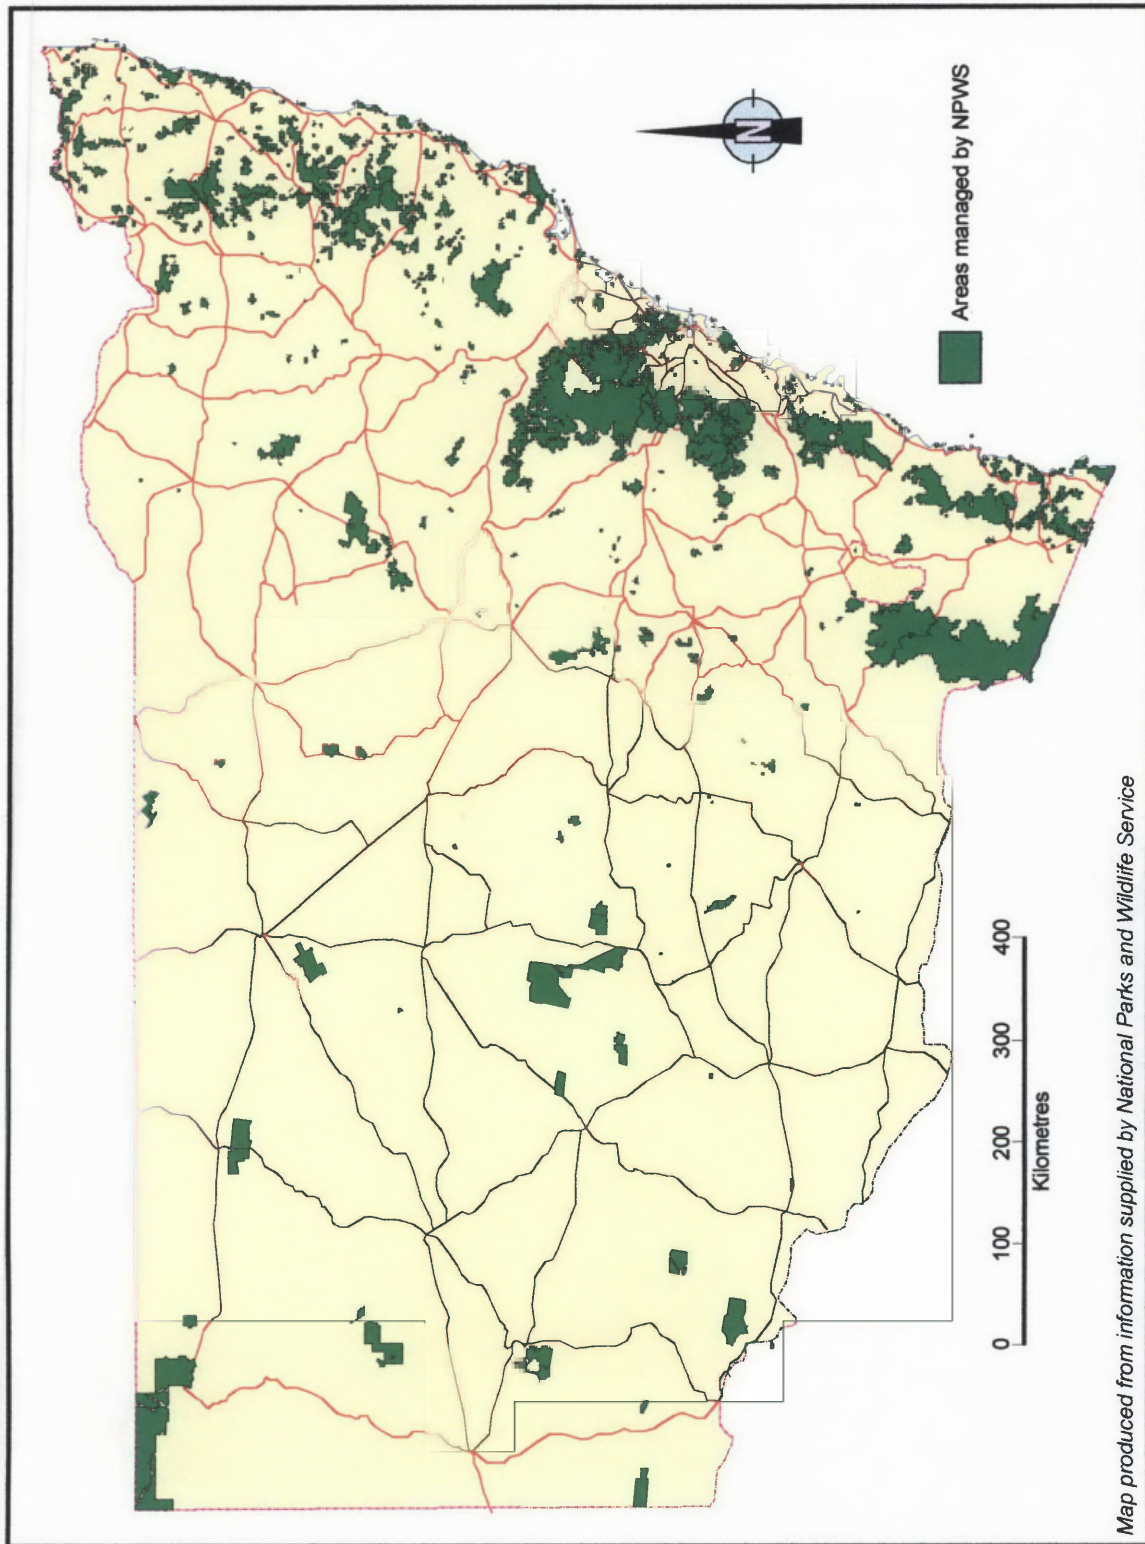 N
Areas managed by NPWS
0 100 200 300 400
Kilometres
Map produced from information supplied by National Parks and Wildlife Service